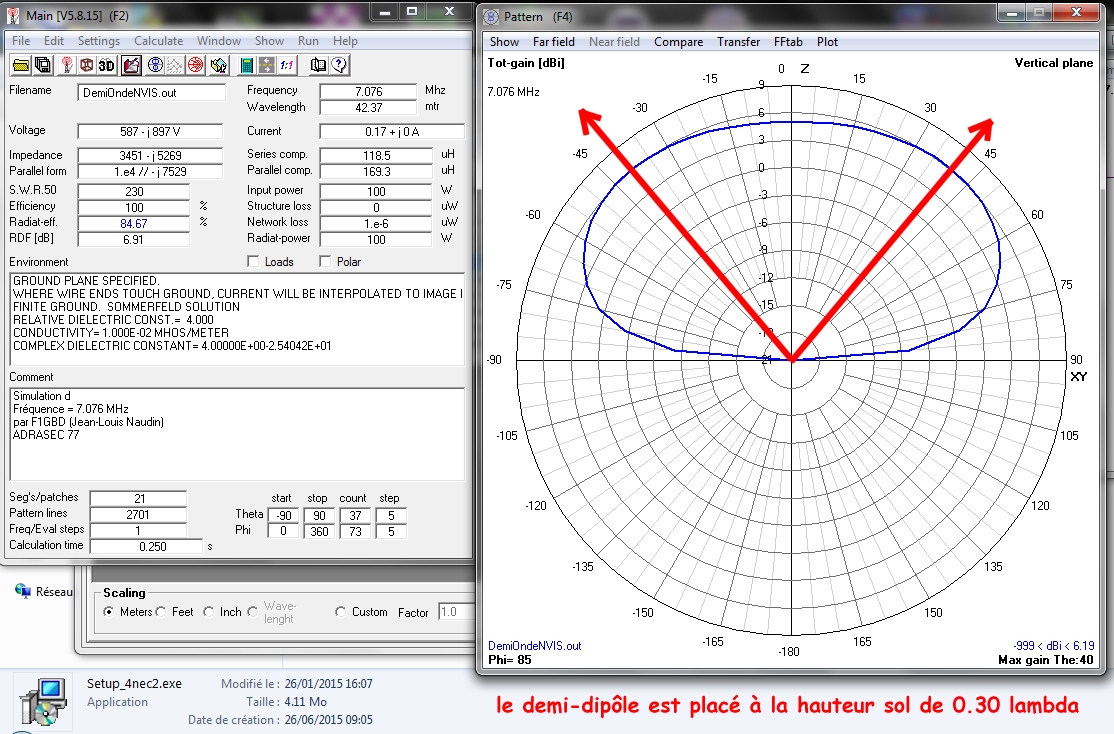 Main [V5.8.15] (F2)
File Edit Settings Calculate Window Show Run Help
3D 1:1
Filename DemiOndeNVIS.out Frequency 7.076 Mhz
Wavelength 42.37 mtr
Voltage 587 - j 897 V Current 0.17 + j 0 A
Impedance 3451 - j 5269 Series comp. 118.5 uH
Parallel form 1.e4 // - j 7529 Parallel comp. 169.3 uH
S.W.R.50 230 Input power 100 W
Efficiency 100 % Structure loss 0 uW
Radiat-eff. 84.67 % Network loss 1.e-6 uW
RDF [dB] 6.91 Radiat-power 100 W
Environment Loads Polar
GROUND PLANE SPECIFIED.
WHERE WIRE ENDS TOUCH GROUND, CURRENT WILL BE INTERPOLATED TO IMAGE I
FINITE GROUND. SOMMERFELD SOLUTION
RELATIVE DIELECTRIC CONST.= 4.000
CONDUCTIVITY= 1.000E-02 MHOS/METER
COMPLEX DIELECTRIC CONSTANT= 4.00000E+00-2.54042E+01
Comment
Simulation d
Fréquence = 7.076 MHz
par F1GBD (Jean-Louis Naudin)
ADRASEC 77
Seg's/patches 21 start stop count step
Pattern lines 2701 Theta -90 90 37 5
Freq/Eval steps 1 Phi 0 360 73 5
Calculation time 0.250 s
Réseau
Scaling
Meters Feet Inch Wave-lenght Custom Factor 1.0
Setup_4nec2.exe Modifié le : 26/01/2015 16:07
Application Taille : 4.11 Mo
Date de création : 26/06/2015 09:05
Pattern (F4)
Show Far field Near field Compare Transfer FFtab Plot
Tot-gain [dBi] 0 Z Vertical plane
7.076 MHz
-15 15
-30 30
-45 45
-60 60
-75 75
-90 90
XY
-105 105
-120 120
-135 135
-150 150
-165 165
-180
9
6
3
0
-3
-6
-9
-12
-15
DemiOndeNVIS.out -999 < dBi < 6.19
Phi= 85 Max gain The:40
le demi-dipôle est placé à la hauteur sol de 0.30 lambda